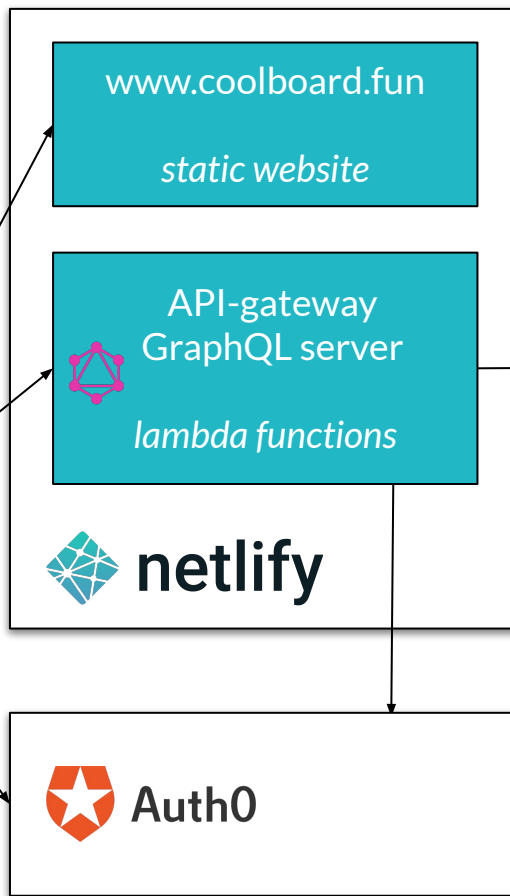 www.coolboard.fun
static website
API-gateway
GraphQL server
lambda functions
netlify
Auth0